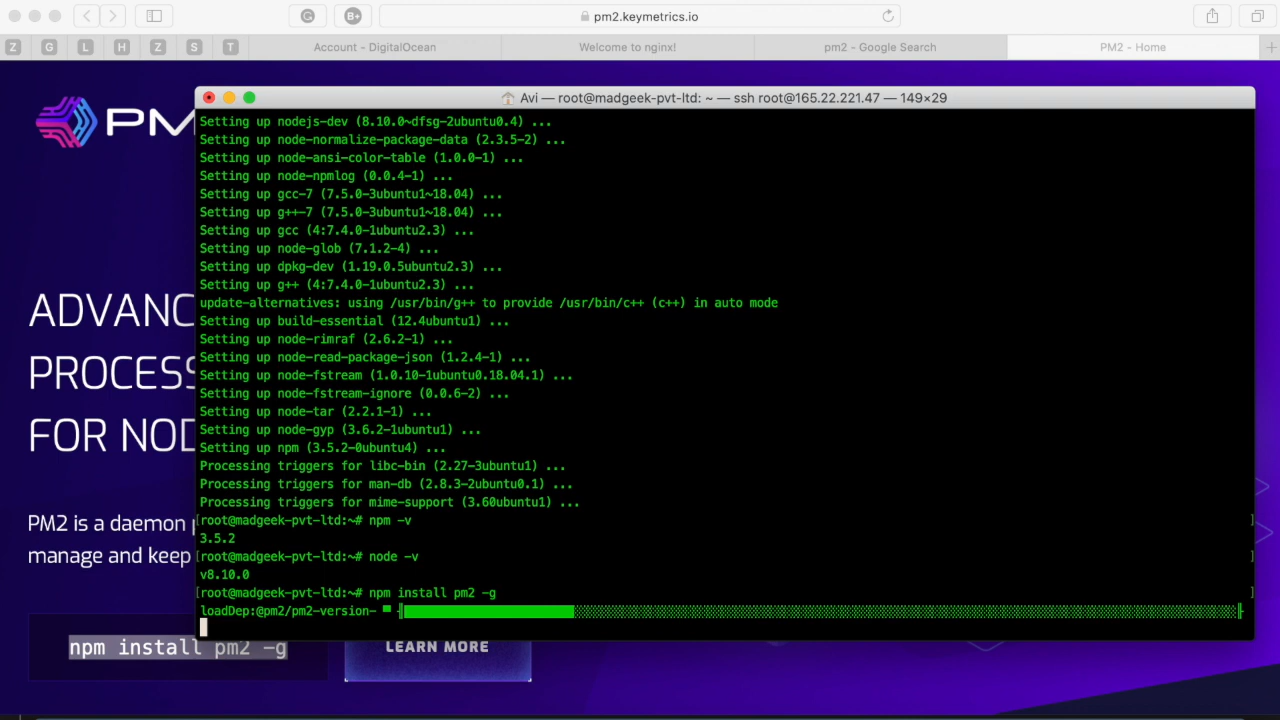 pm2.keymetrics.io
Z G L H Z S T Account - DigitalOcean Welcome to nginx! pm2 - Google Search PM2 - Home +
Avi — root@madgeek-pvt-ltd: ~ — ssh root@165.22.221.47 — 149×29
PM
Setting up nodejs-dev (8.10.0~dfsg-2ubuntu0.4) ...
Setting up node-normalize-package-data (2.3.5-2) ...
Setting up node-ansi-color-table (1.0.0-1) ...
Setting up node-npmlog (0.0.4-1) ...
Setting up gcc-7 (7.5.0-3ubuntu1~18.04) ...
Setting up g++-7 (7.5.0-3ubuntu1~18.04) ...
Setting up gcc (4:7.4.0-1ubuntu2.3) ...
Setting up node-glob (7.1.2-4) ...
Setting up dpkg-dev (1.19.0.5ubuntu2.3) ...
Setting up g++ (4:7.4.0-1ubuntu2.3) ...
update-alternatives: using /usr/bin/g++ to provide /usr/bin/c++ (c++) in auto mode
Setting up build-essential (12.4ubuntu1) ...
Setting up node-rimraf (2.6.2-1) ...
Setting up node-read-package-json (1.2.4-1) ...
Setting up node-fstream (1.0.10-1ubuntu0.18.04.1) ...
Setting up node-fstream-ignore (0.0.6-2) ...
Setting up node-tar (2.2.1-1) ...
Setting up node-gyp (3.6.2-1ubuntu1) ...
Setting up npm (3.5.2-0ubuntu4) ...
Processing triggers for libc-bin (2.27-3ubuntu1) ...
Processing triggers for man-db (2.8.3-2ubuntu0.1) ...
Processing triggers for mime-support (3.60ubuntu1) ...
[root@madgeek-pvt-ltd:~# npm -v ]
3.5.2
[root@madgeek-pvt-ltd:~# node -v ]
v8.10.0
[root@madgeek-pvt-ltd:~# npm install pm2 -g ]
loadDep:@pm2/pm2-version-
ADVANC
PROCESS
FOR NOD
PM2 is a daemon p
manage and keep
npm install pm2 -g
LEARN MORE